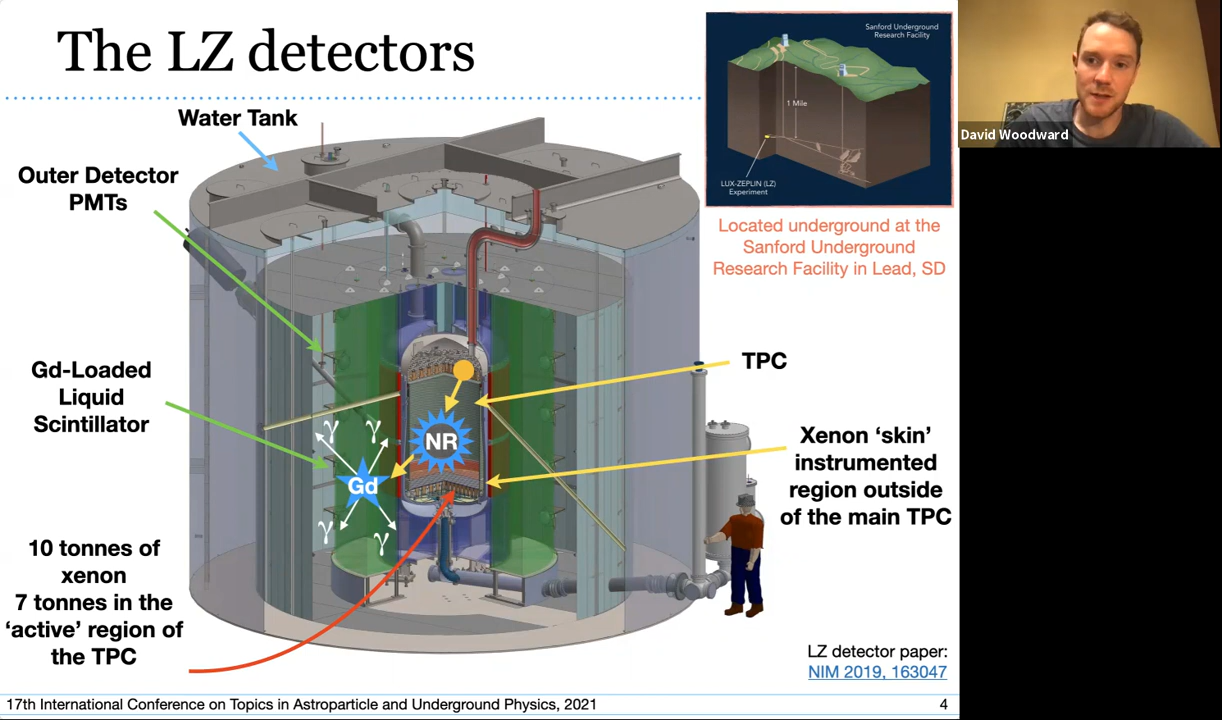 The LZ detectors
Water Tank
Outer Detector
PMTs
Gd-Loaded
Liquid
Scintillator
10 tonnes of
xenon
7 tonnes in the
‘active’ region of
the TPC
γ
γ
NR
Gd
γ
γ
TPC
Xenon ‘skin’
instrumented
region outside
of the main TPC
Sanford Underground
Research Facility
1 Mile
LUX-ZEPLIN (LZ)
Experiment
Located underground at the
Sanford Underground
Research Facility in Lead, SD
David Woodward
LZ detector paper:
NIM 2019, 163047
17th International Conference on Topics in Astroparticle and Underground Physics, 2021
4